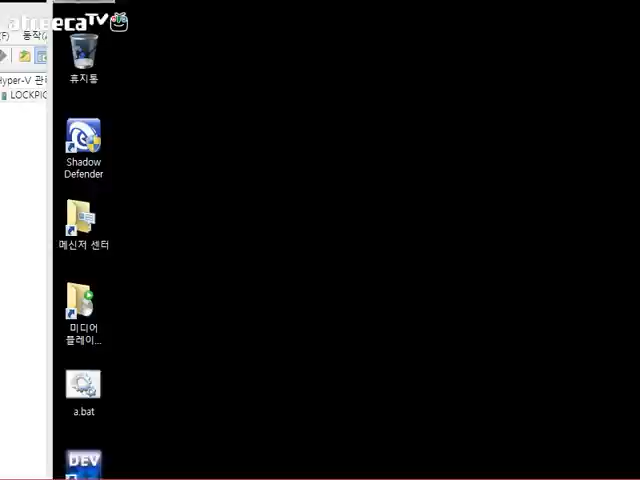 afreecaTV
(F) 동작(
Hyper-V 관리
LOCKPIC
휴지통
Shadow
Defender
메신저 센터
미디어
플레이...
a.bat
DEV